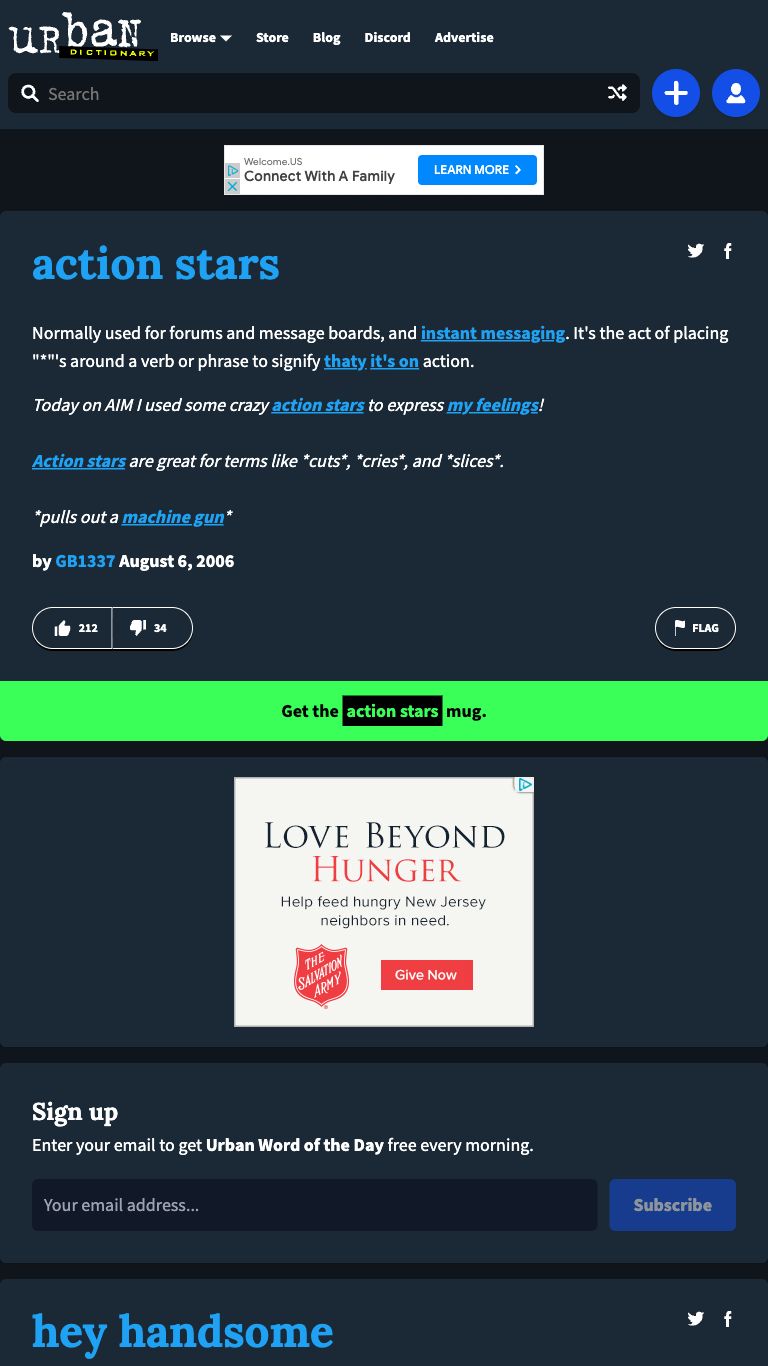 urban
DICTIONARY
Browse Store Blog Discord Advertise
Search
Welcome.US
Connect With A Family
LEARN MORE
action stars
Normally used for forums and message boards, and instant messaging. It's the act of placing
"*"'s around a verb or phrase to signify thaty it's on action.
Today on AIM I used some crazy action stars to express my feelings!
Action stars are great for terms like *cuts*, *cries*, and *slices*.
*pulls out a machine gun*
by GB1337 August 6, 2006
212 34 FLAG
Get the action stars mug.
LOVE BEYOND
HUNGER
Help feed hungry New Jersey
neighbors in need.
THE
SALVATION
ARMY
Give Now
Sign up
Enter your email to get Urban Word of the Day free every morning.
Your email address... Subscribe
hey handsome